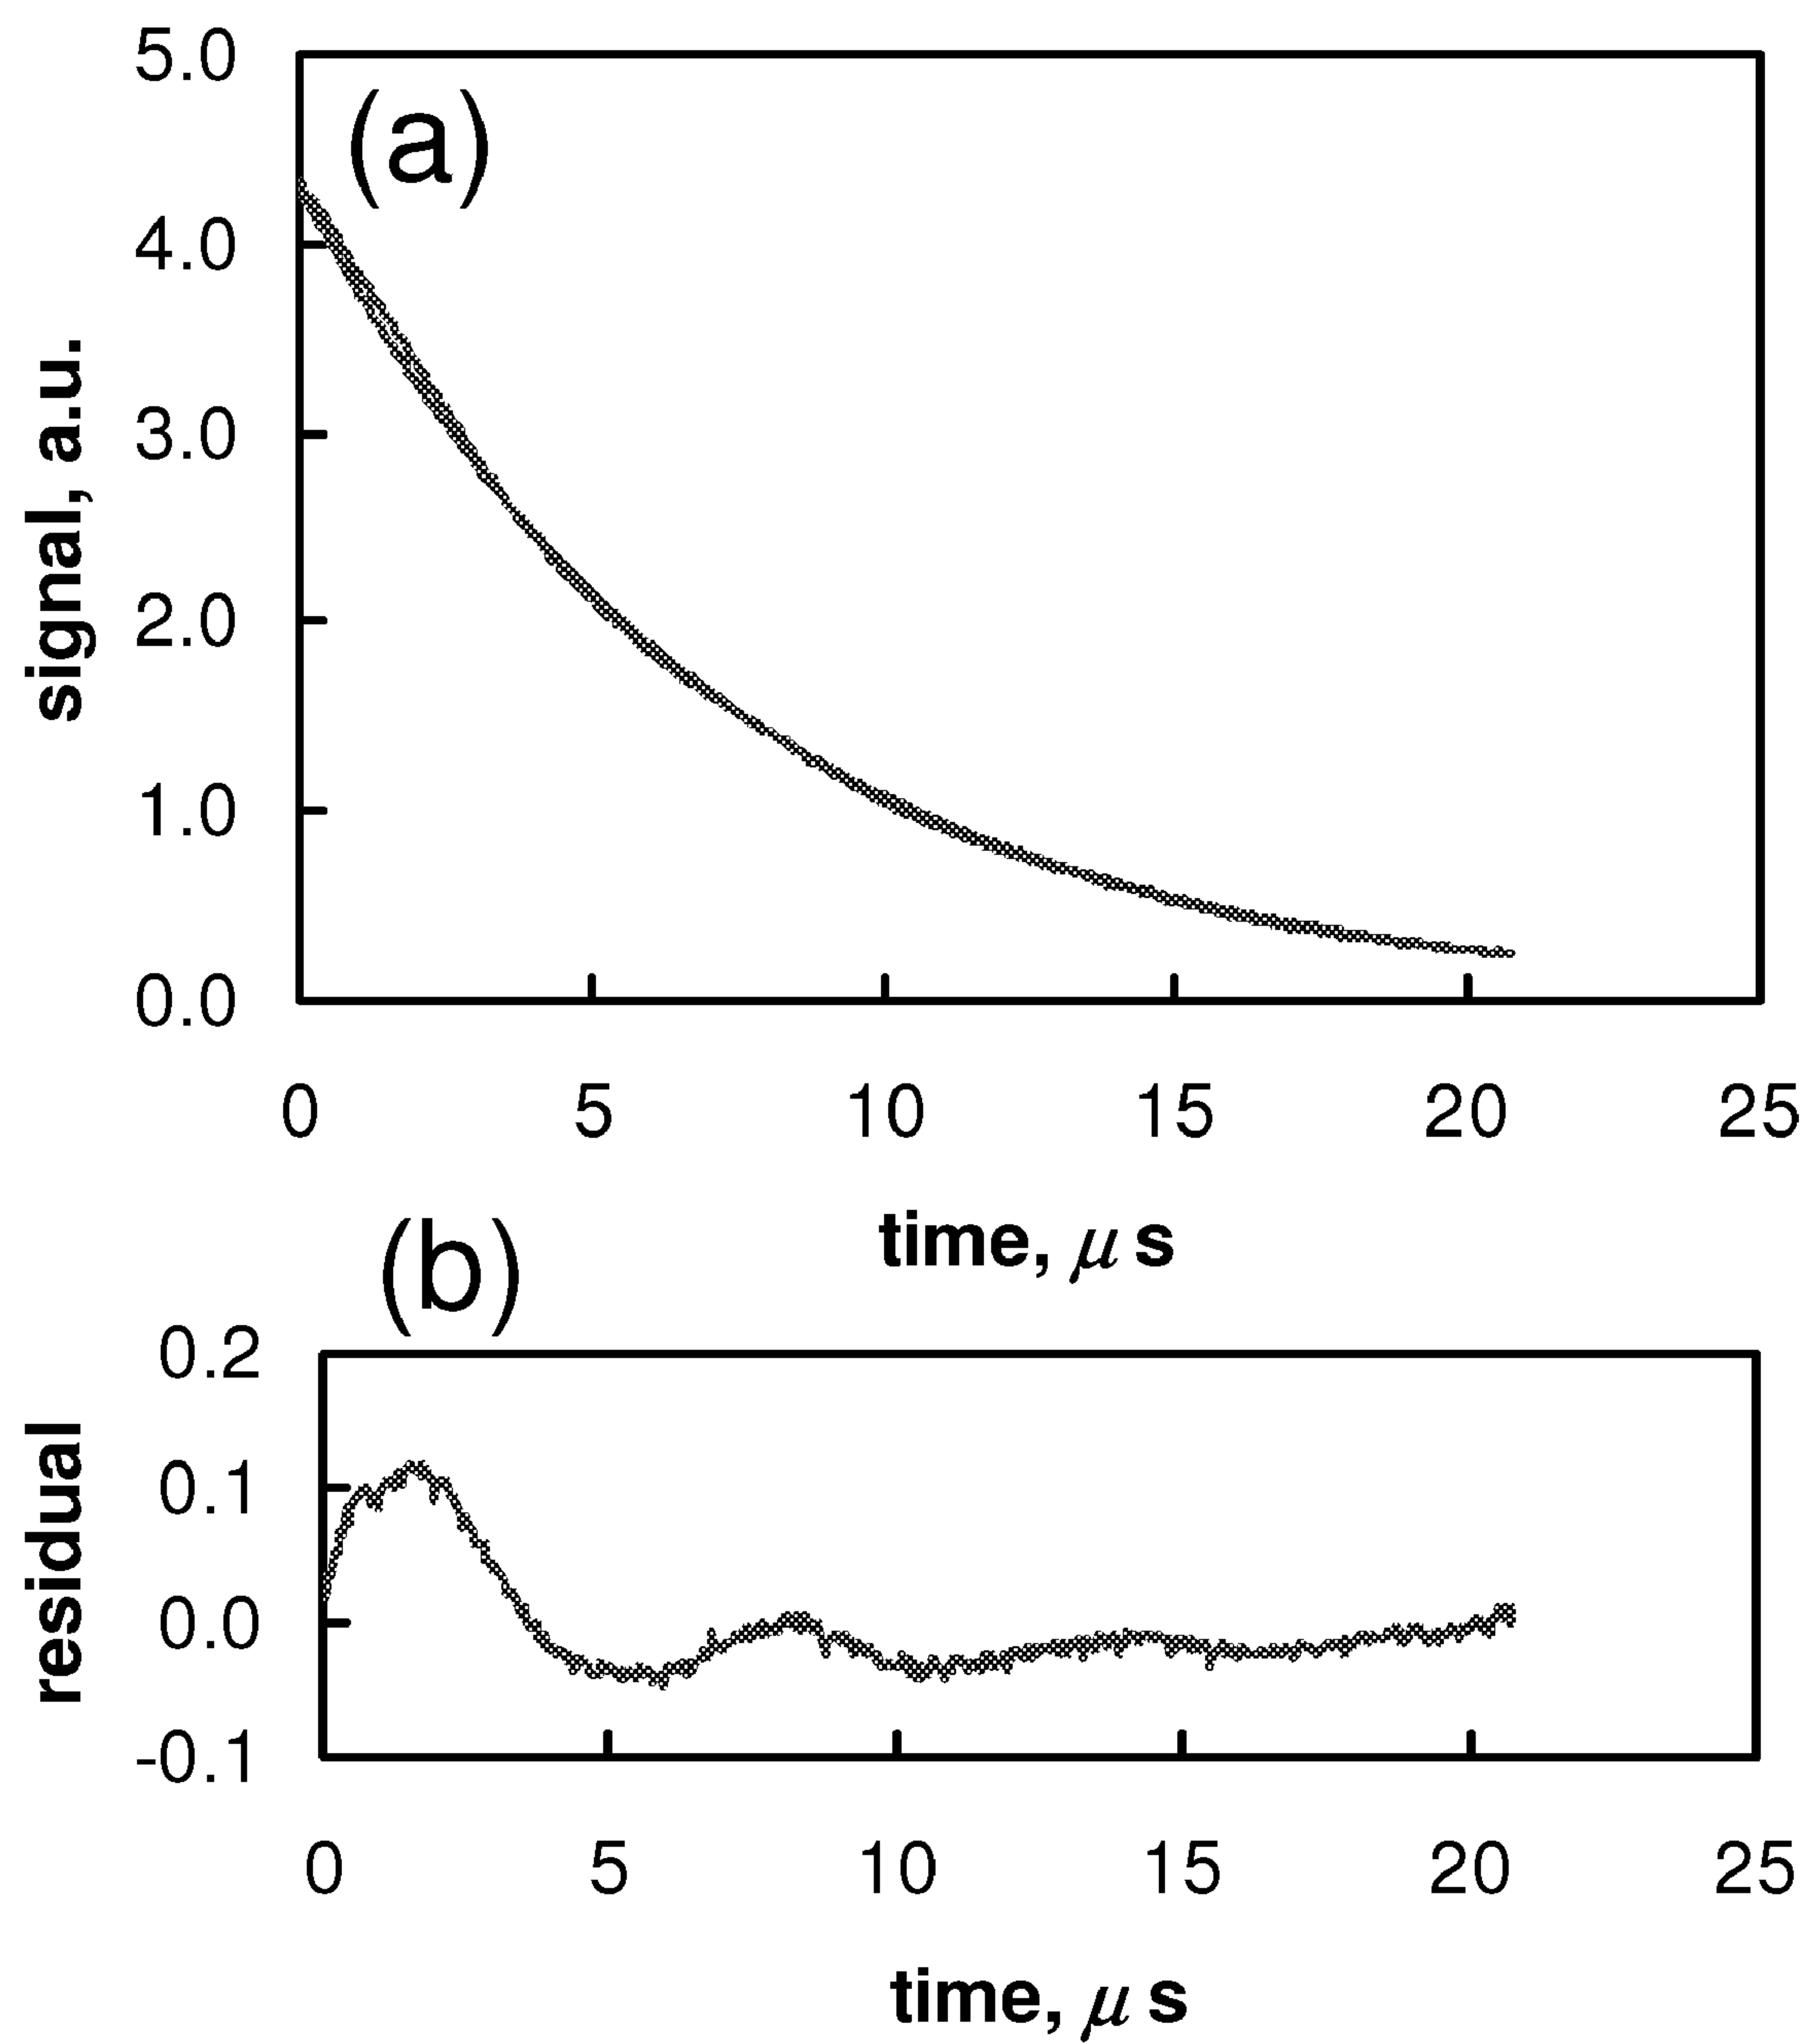 5.0
(a)
4.0
3.0
2.0
1.0
0.0
signal, a.u.
0 5 10 15 20 25
time, μ s
(b)
0.2
0.1
0.0
-0.1
residual
0 5 10 15 20 25
time, μ s